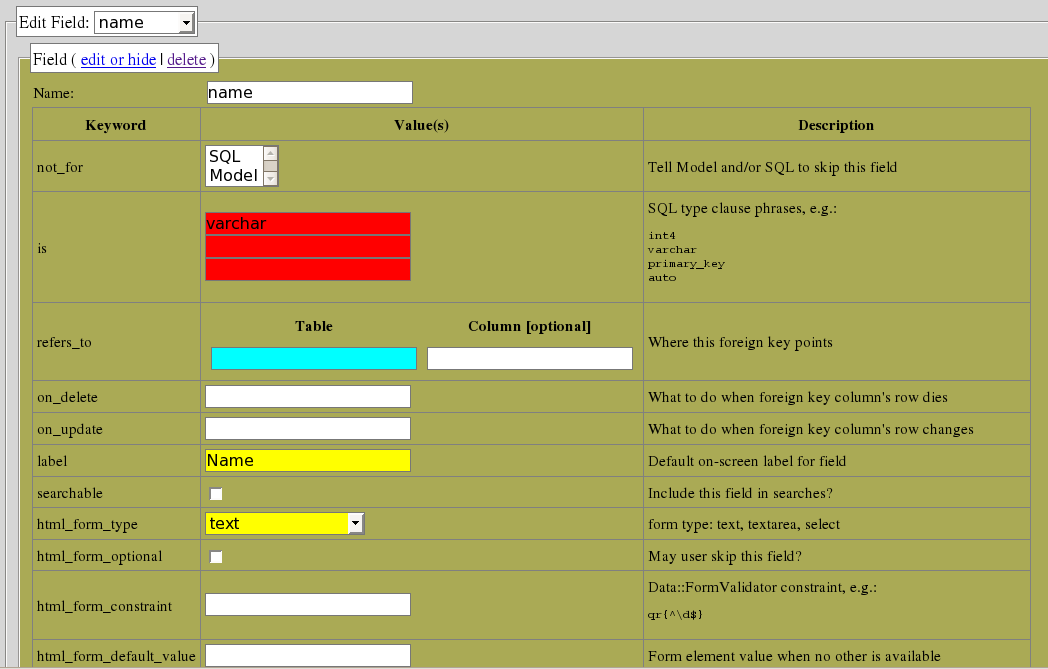 Edit Field: name
Field ( edit or hide | delete )
Name: name
Keyword Value(s) Description
not_for SQL Model Tell Model and/or SQL to skip this field
is varchar SQL type clause phrases, e.g.:
int4
varchar
primary_key
auto
Table Column [optional]
refers_to Where this foreign key points
on_delete What to do when foreign key column's row dies
on_update What to do when foreign key column's row changes
label Name Default on-screen label for field
searchable Include this field in searches?
html_form_type text form type: text, textarea, select
html_form_optional May user skip this field?
html_form_constraint Data::FormValidator constraint, e.g.:
qr{^\d$}
html_form_default_value Form element value when no other is available